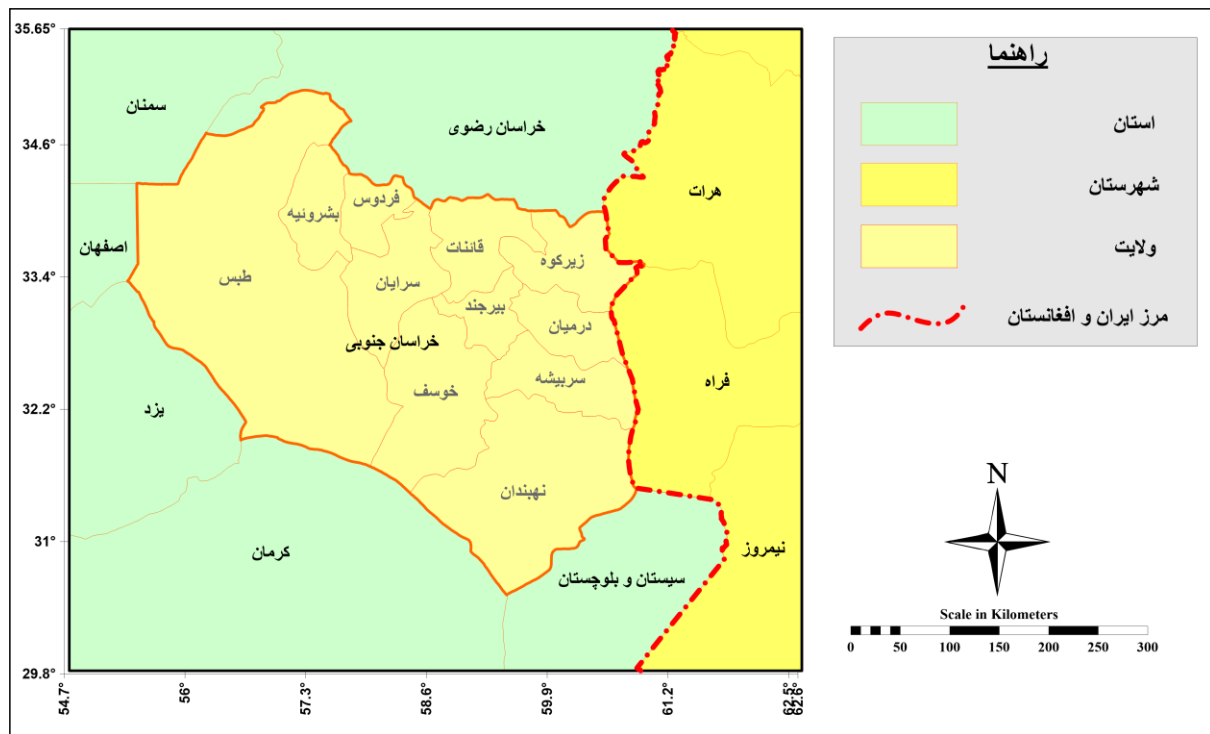 35.65°
34.6°
33.4°
32.2°
31°
29.8°
54.7°
56°
57.3°
58.6°
59.9°
61.2°
62.5°
62.6°
سمنان
خراسان رضوی
هرات
اصفهان
فردوس
بشروئیه
قائنات
زیرکوه
طبس
سرایان
بیرجند
درمیان
خراسان جنوبی
سربیشه
خوسف
فراه
یزد
نهبندان
کرمان
سیستان و بلوچستان
نیمروز
راهنما
استان
شهرستان
ولایت
مرز ایران و افغانستان
N
Scale in Kilometers
0 50 100 150 200 250 300